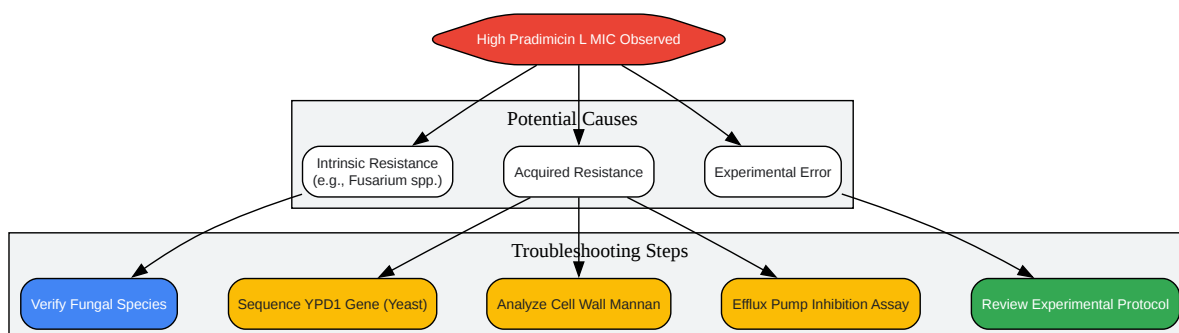 High Pradimicin L MIC Observed
Potential Causes
Intrinsic Resistance
(e.g., Fusarium spp.)
Acquired Resistance
Experimental Error
Troubleshooting Steps
Verify Fungal Species
Sequence YPD1 Gene (Yeast)
Analyze Cell Wall Mannan
Efflux Pump Inhibition Assay
Review Experimental Protocol